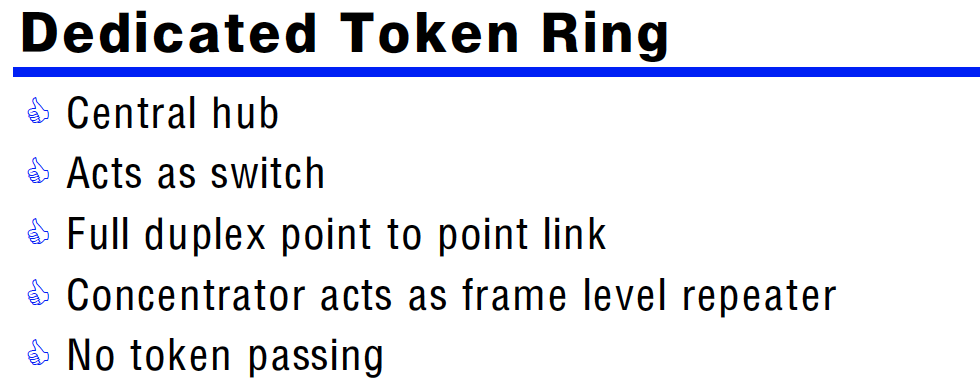 Dedicated Token Ring
Central hub
Acts as switch
Full duplex point to point link
Concentrator acts as frame level repeater
No token passing